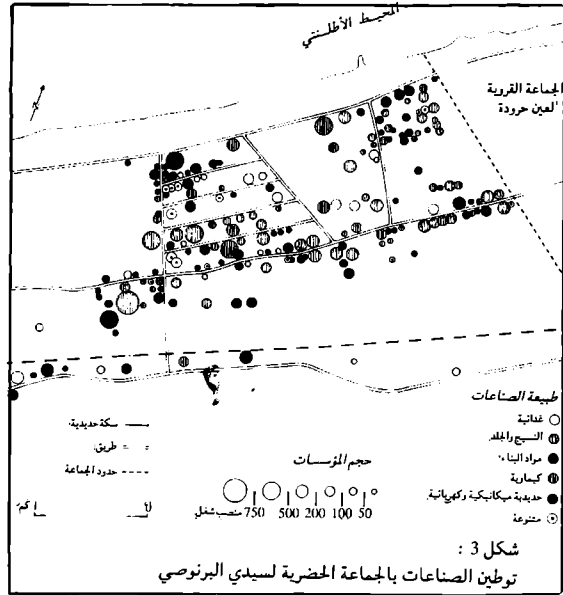 المحيط الأطلنتي
الجماعة القروية
لعين حرودة
طبيعة الصناعات
غذائية
النسيج والجلد
مواد البناء
كيماوية
حديدية ميكانيكية وكهربائية
متنوعة
حجم المؤسسات
50 100 200 500 750 منصب شغل
سكة حديدية
طريق
حدود الجماعة
1 كم
شكل 3 :
توطين الصناعات بالجماعة الحضرية لسيدي البرنوصي